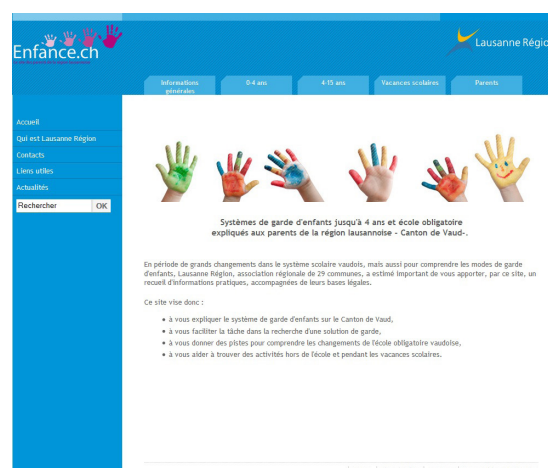 Enfance.ch
Lausanne Régio
Informations générales
0-4 ans
4-15 ans
Vacances scolaires
Parents
Accueil
Qui est Lausanne Région
Contacts
Liens utiles
Actualités
Rechercher OK
Systèmes de garde d'enfants jusqu'à 4 ans et école obligatoire
expliqués aux parents de la région lausannoise - Canton de Vaud-.
En période de grands changements dans le système scolaire vaudois, mais aussi pour comprendre les modes de garde
d'enfants, Lausanne Région, association régionale de 29 communes, a estimé important de vous apporter, par ce site, un
recueil d'informations pratiques, accompagnées de leurs bases légales.
Ce site vise donc :
• à vous expliquer le système de garde d'enfants sur le Canton de Vaud,
• à vous faciliter la tâche dans la recherche d'une solution de garde,
• à vous donner des pistes pour comprendre les changements de l'école obligatoire vaudoise,
• à vous aider à trouver des activités hors de l'école et pendant les vacances scolaires.